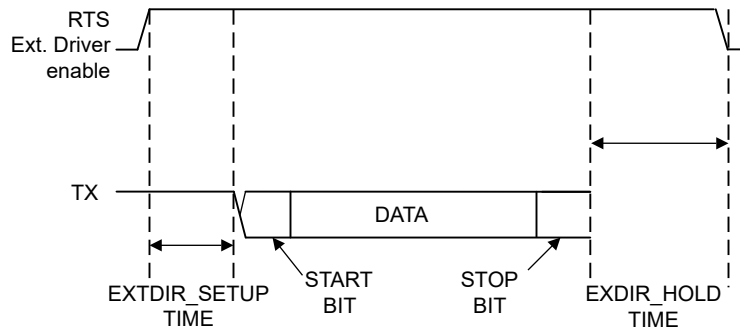 RTS
Ext. Driver
enable
TX
DATA
START
BIT
STOP
BIT
EXTDIR_SETUP
TIME
EXDIR_HOLD
TIME